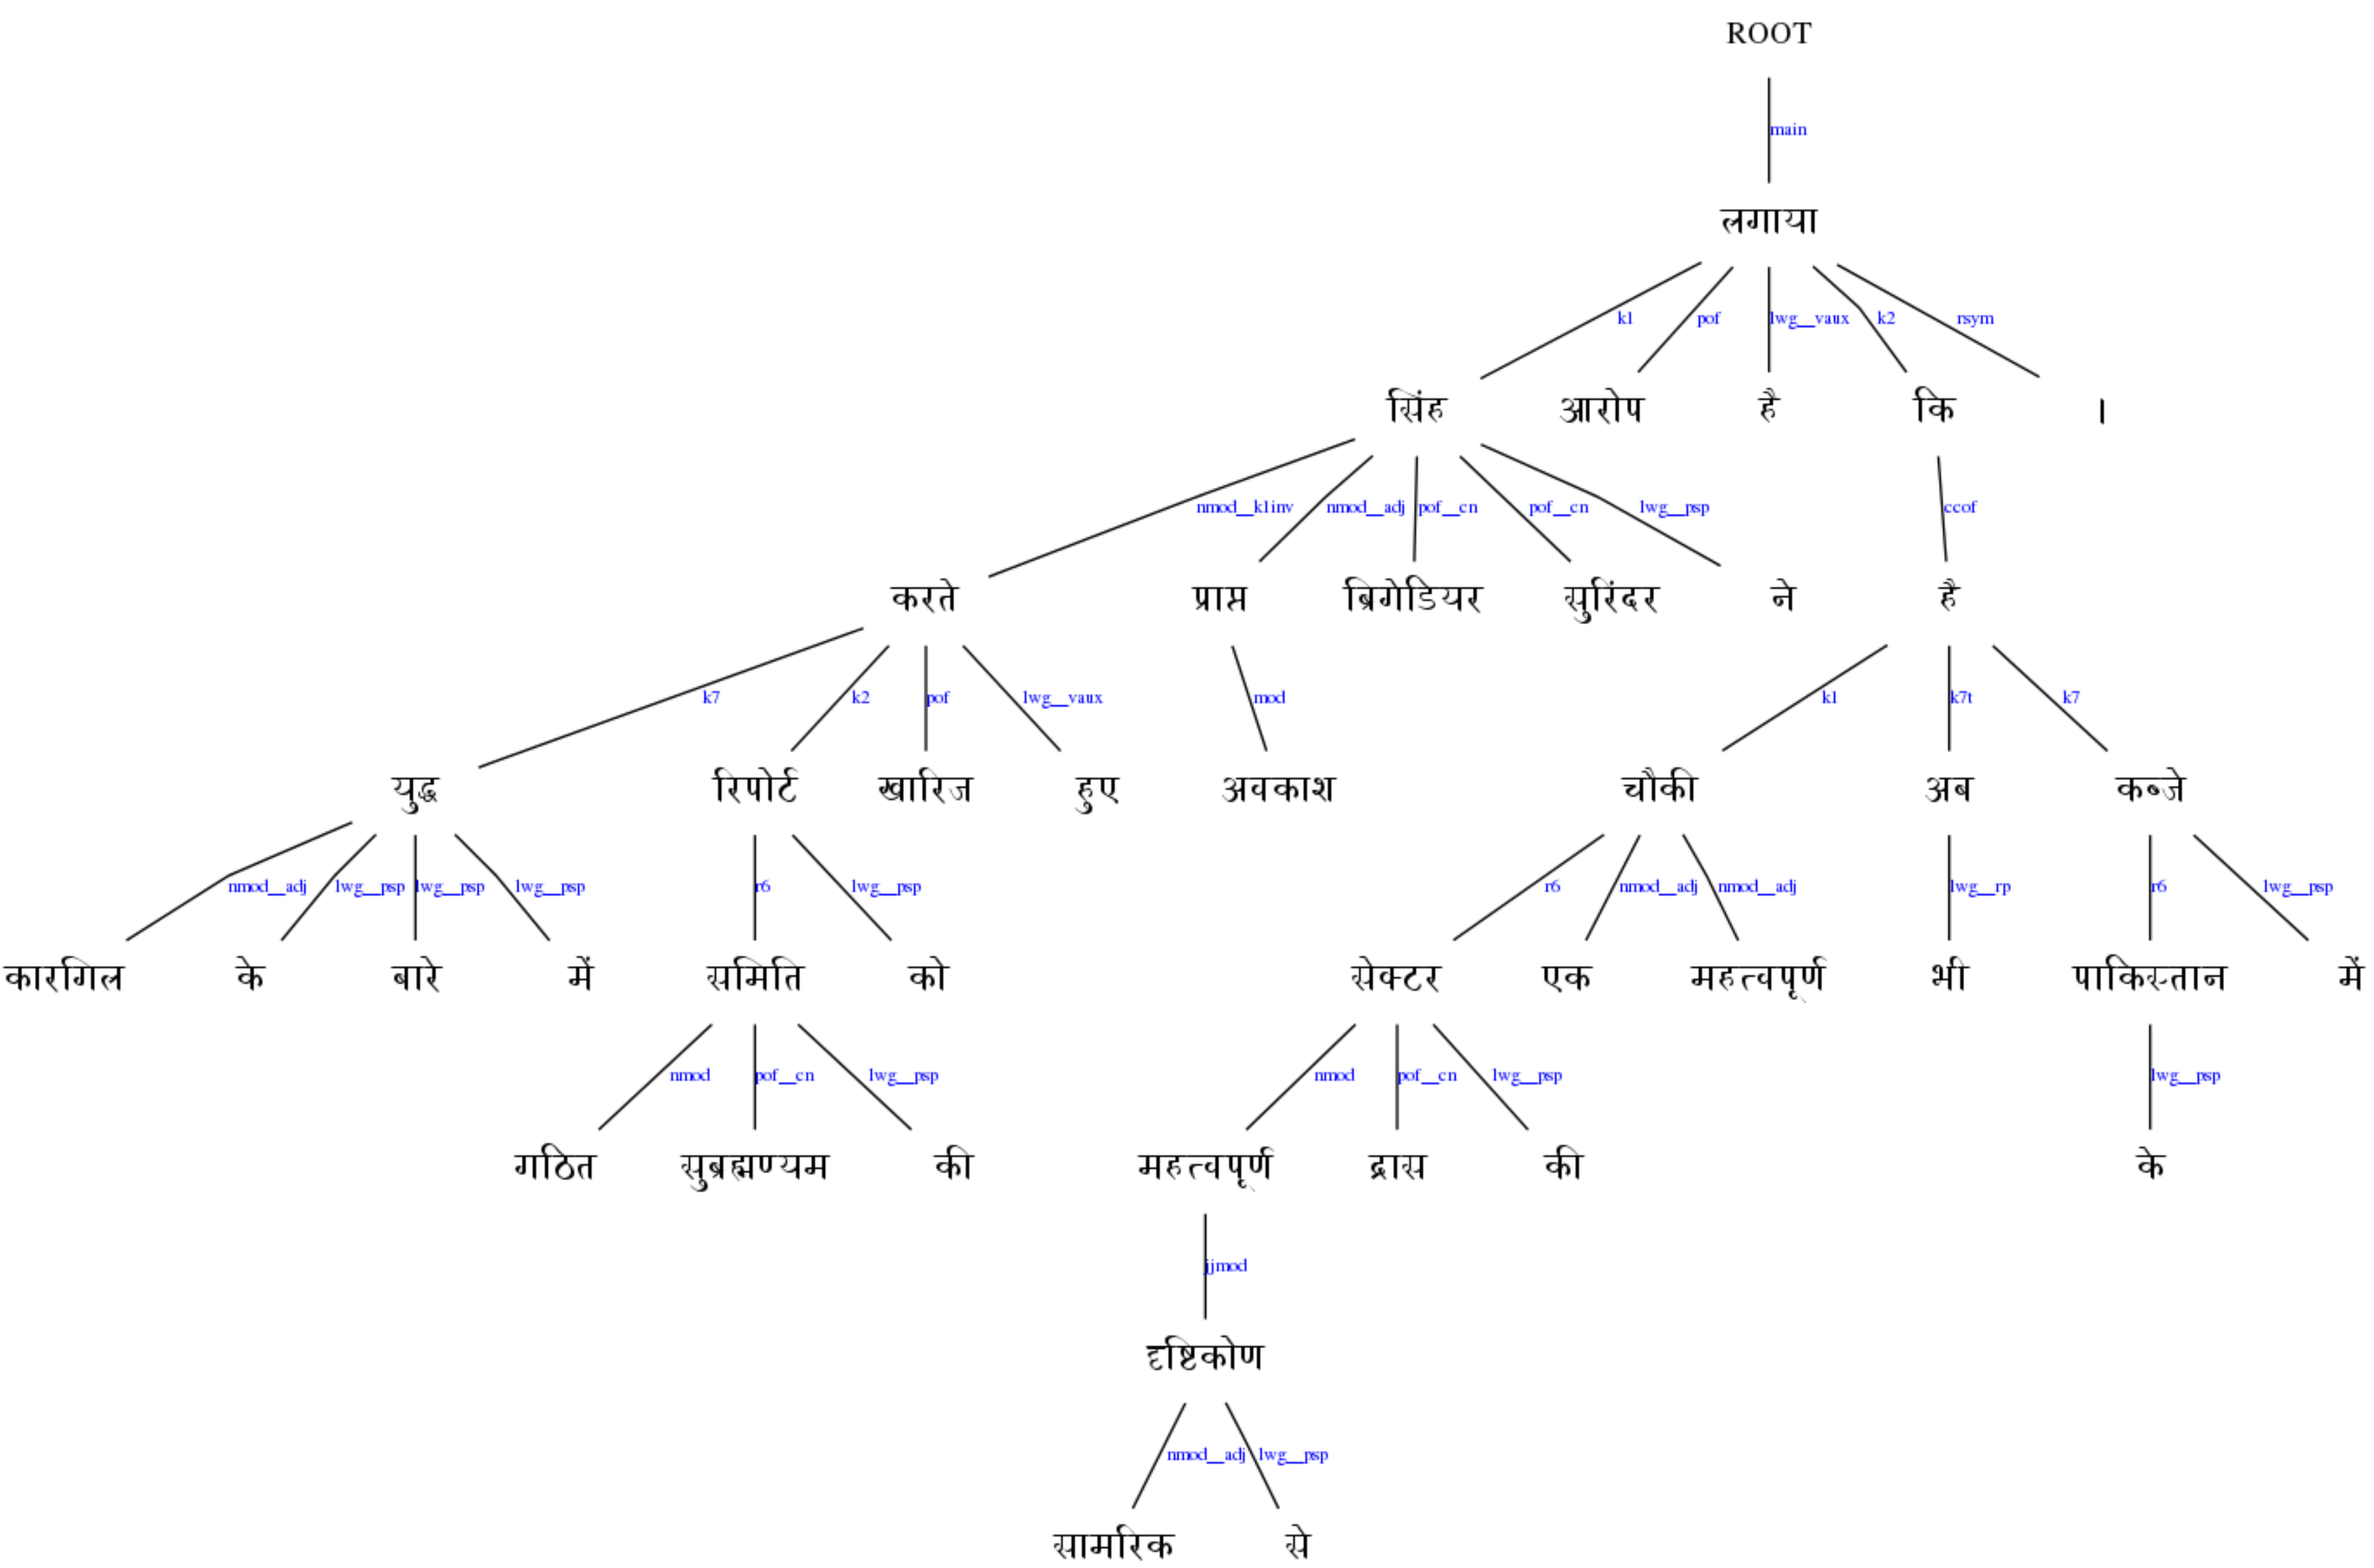 ROOT
main
लगाया
k1 pof lwg__vaux k2 rsym
सिंह आरोप है कि ।
nmod__k1inv nmod__adj pof__cn pof__cn lwg__psp ccof
करते प्राप्त ब्रिगेडियर सुरिंदर ने है
k7 k2 pof lwg__vaux mod k1 k7t k7
युद्ध रिपोर्ट खारिज हुए अवकाश चौकी अब कब्जे
nmod__adj lwg__psp lwg__psp lwg__psp r6 lwg__psp r6 nmod__adj nmod__adj lwg__rp r6 lwg__psp
कारगिल के बारे में समिति को सेक्टर एक महत्वपूर्ण भी पाकिस्तान में
nmod pof__cn lwg__psp nmod pof__cn lwg__psp lwg__psp
गठित सुब्रह्मण्यम की महत्वपूर्ण द्रास की के
jjmod
दृष्टिकोण
nmod__adj lwg__psp
सामरिक से